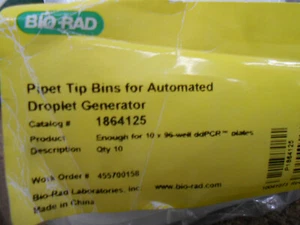 BIO-RAD
Pipet Tip Bins for Automated
Droplet Generator
Catalog # 1864125
Product Enough for 10 x 96-well ddPCR™ plates
Description Qty 10
Work Order # 455700158
Bio-Rad Laboratories, Inc
www.bio-rad.com
Made in China